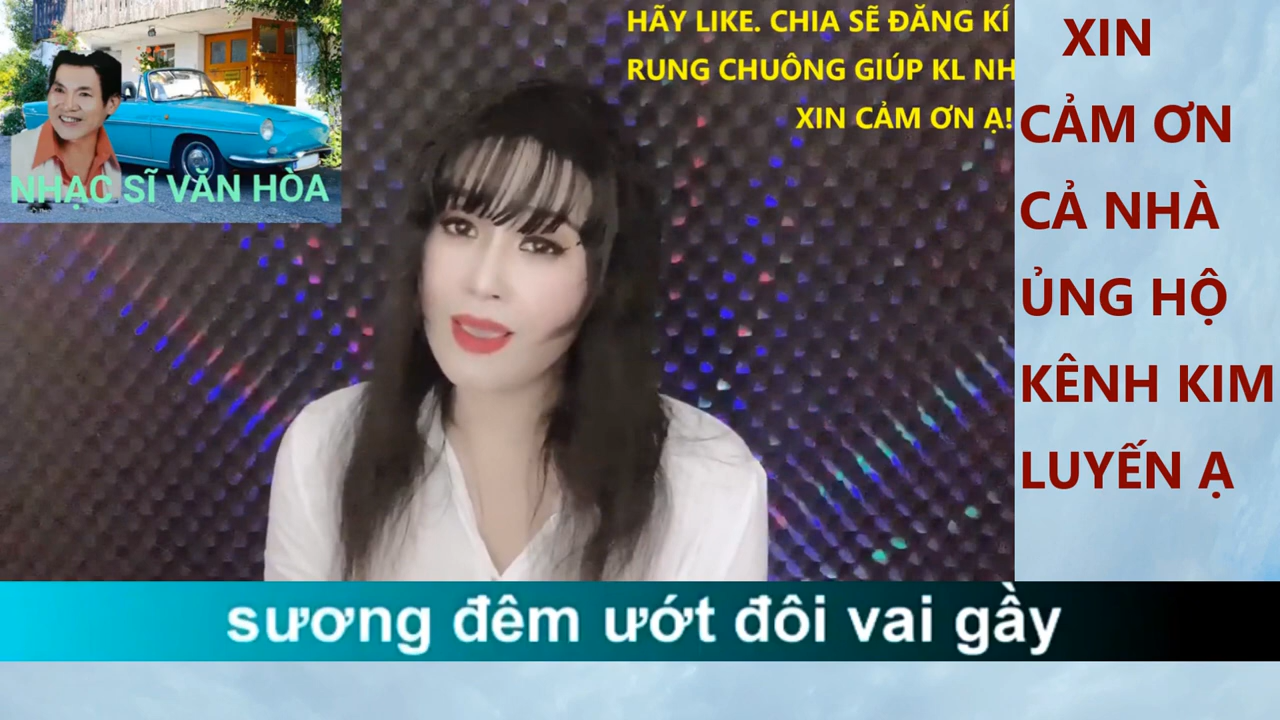 HÃY LIKE. CHIA SẼ ĐĂNG KÍ
RUNG CHUÔNG GIÚP KL NH
XIN CẢM ƠN Ạ!
NHẠC SĨ VĂN HÒA
XIN
CẢM ƠN
CẢ NHÀ
ỦNG HỘ
KÊNH KIM
LUYẾN Ạ
sương đêm ướt đôi vai gầy